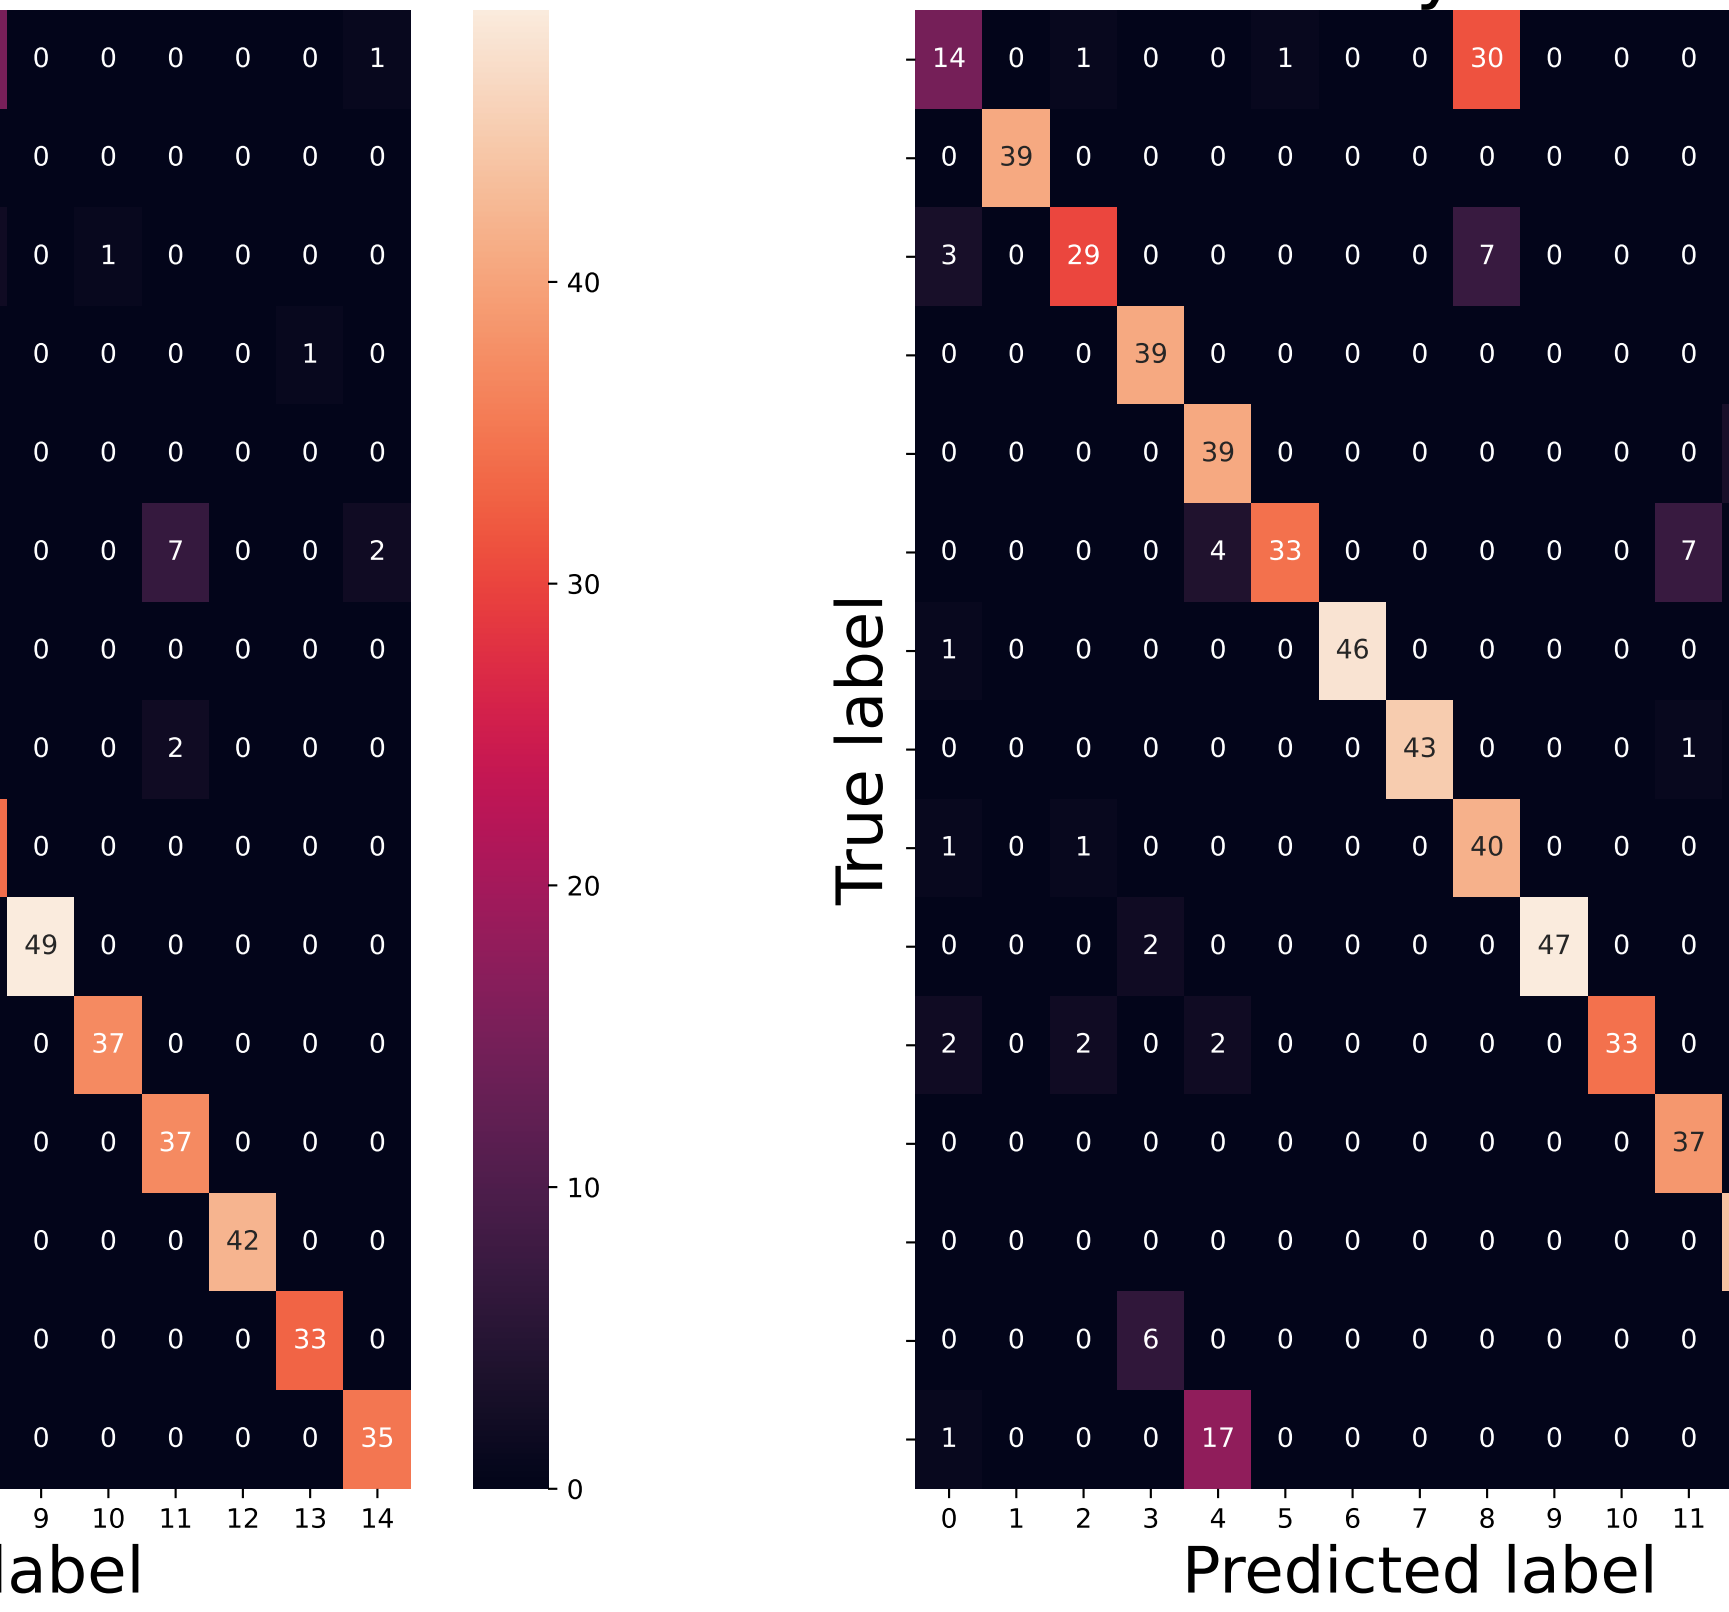 0 0 0 0 0 1
0 0 0 0 0 0
0 1 0 0 0 0
0 0 0 0 1 0
0 0 0 0 0 0
0 0 7 0 0 2
0 0 0 0 0 0
0 0 2 0 0 0
0 0 0 0 0 0
49 0 0 0 0 0
0 37 0 0 0 0
0 0 37 0 0 0
0 0 0 42 0 0
0 0 0 0 33 0
0 0 0 0 0 35
9 10 11 12 13 14
label
40
30
20
10
0
True label
14 0 1 0 0 1 0 0 30 0 0 0
0 39 0 0 0 0 0 0 0 0 0 0
3 0 29 0 0 0 0 0 7 0 0 0
0 0 0 39 0 0 0 0 0 0 0 0
0 0 0 0 39 0 0 0 0 0 0 0
0 0 0 0 4 33 0 0 0 0 0 7
1 0 0 0 0 0 46 0 0 0 0 0
0 0 0 0 0 0 0 43 0 0 0 1
1 0 1 0 0 0 0 0 40 0 0 0
0 0 0 2 0 0 0 0 0 47 0 0
2 0 2 0 2 0 0 0 0 0 33 0
0 0 0 0 0 0 0 0 0 0 0 37
0 0 0 0 0 0 0 0 0 0 0 0
0 0 0 6 0 0 0 0 0 0 0 0
1 0 0 0 17 0 0 0 0 0 0 0
0 1 2 3 4 5 6 7 8 9 10 11
Predicted label